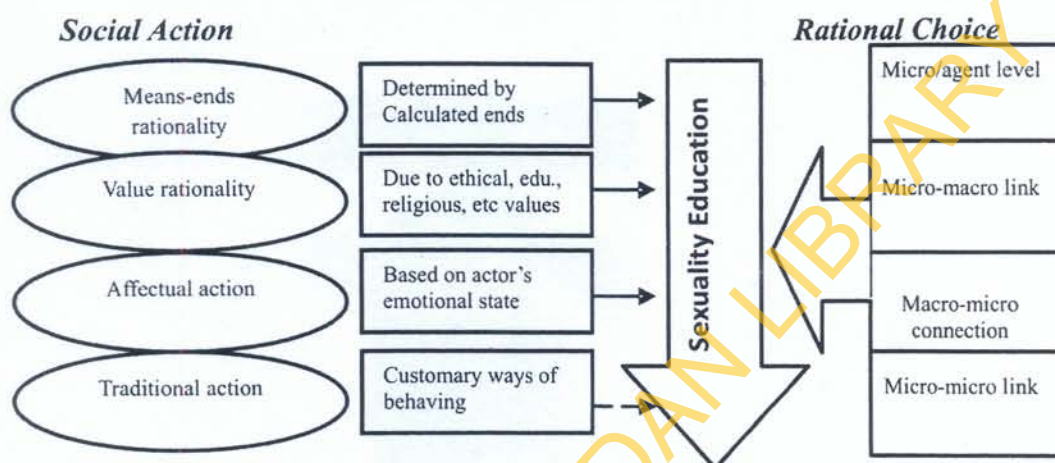 Social Action
Rational Choice
Means-ends
rationality
Determined by
Calculated ends
Value rationality
Due to ethical, edu.,
religious, etc values
Affectual action
Based on actor's
emotional state
Traditional action
Customary ways of
behaving
Sexuality Education
Micro/agent level
Micro-macro link
Macro-micro
connection
Micro-micro link
DAN LIBRARY